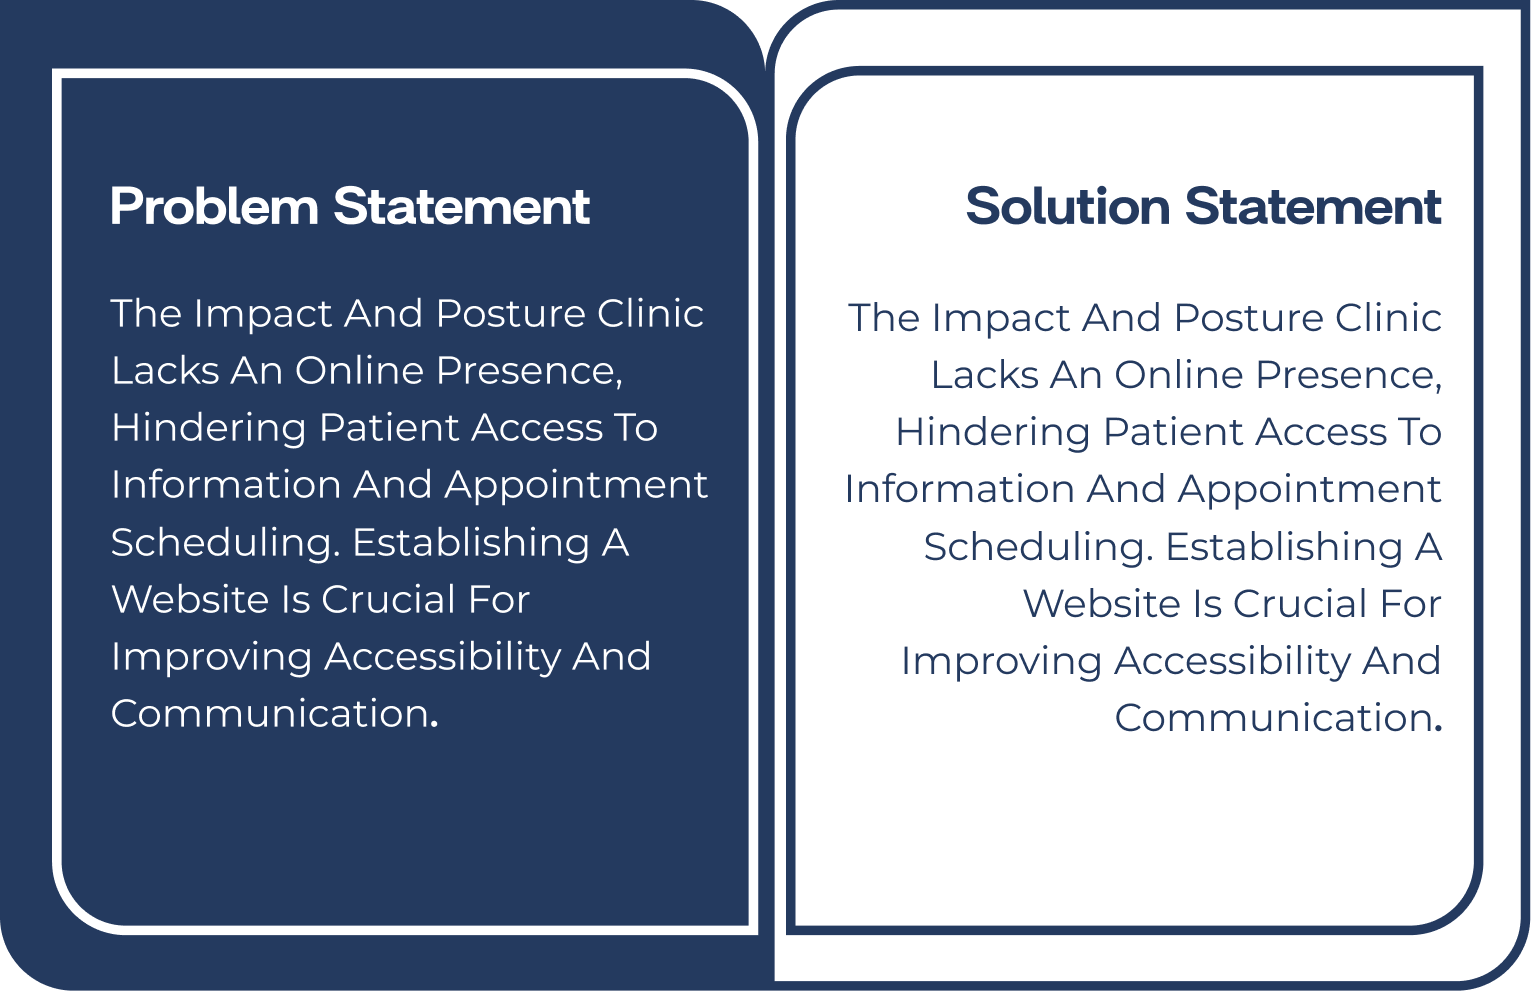 Problem Statement
The Impact And Posture Clinic
Lacks An Online Presence,
Hindering Patient Access To
Information And Appointment
Scheduling. Establishing A
Website Is Crucial For
Improving Accessibility And
Communication.
Solution Statement
The Impact And Posture Clinic
Lacks An Online Presence,
Hindering Patient Access To
Information And Appointment
Scheduling. Establishing A
Website Is Crucial For
Improving Accessibility And
Communication.